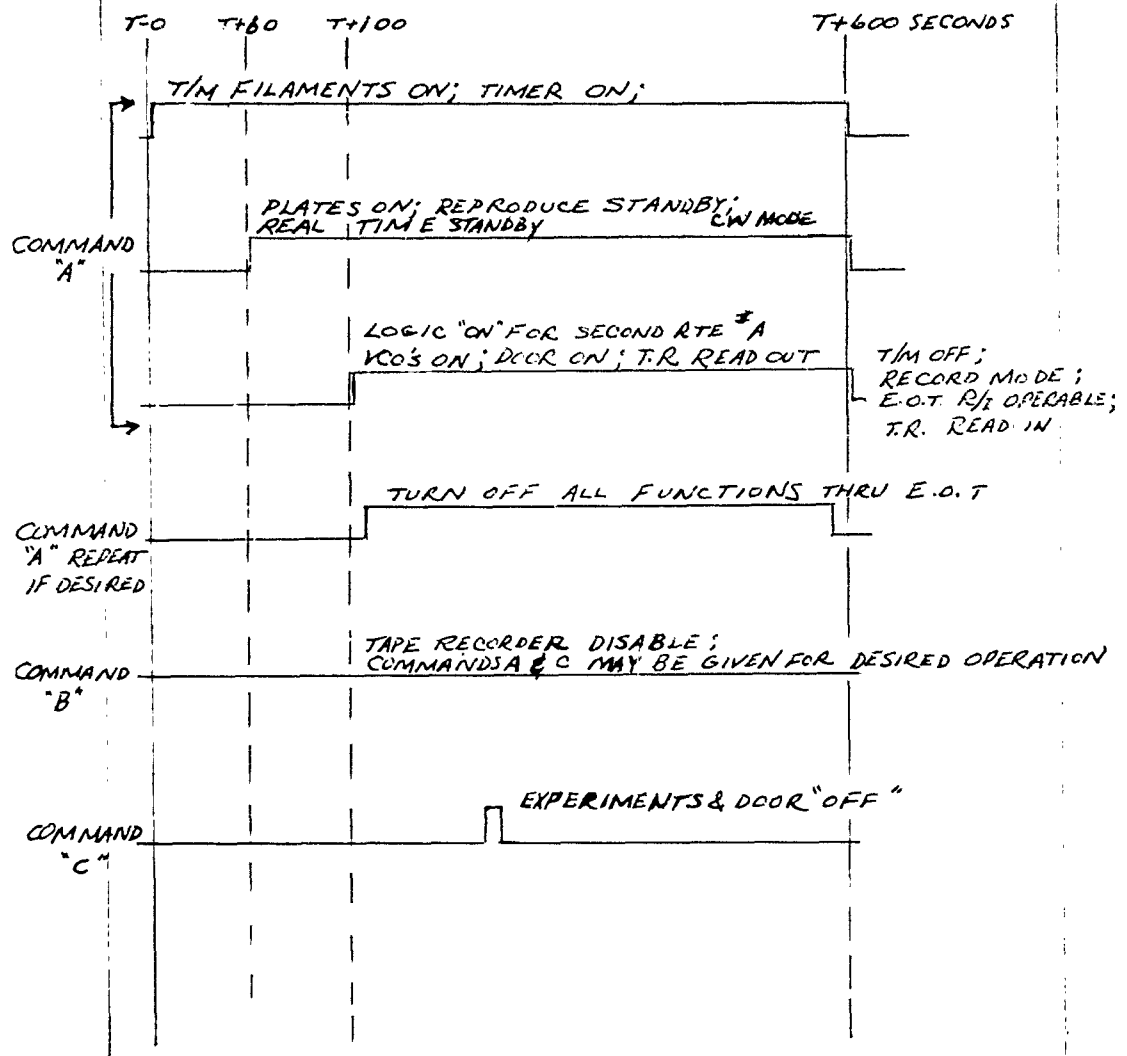 T-0 T+60 T+100 T+600 SECONDS
T/M FILAMENTS ON; TIMER ON;
PLATES ON; REPRODUCE STANDBY;
REAL TIME STANDBY CW MODE
COMMAND
"A"
LOGIC "ON" FOR SECOND RTE A
VCO'S ON; DOOR ON; T.R. READ OUT
T/M OFF;
RECORD MODE;
E.O.T. R/I OPERABLE;
T.R. READ IN
TURN OFF ALL FUNCTIONS THRU E.O.T
COMMAND
"A" REPEAT
IF DESIRED
TAPE RECORDER DISABLE;
COMMANDS A & C MAY BE GIVEN FOR DESIRED OPERATION
COMMAND
"B"
EXPERIMENTS & DOOR "OFF"
COMMAND
"C"